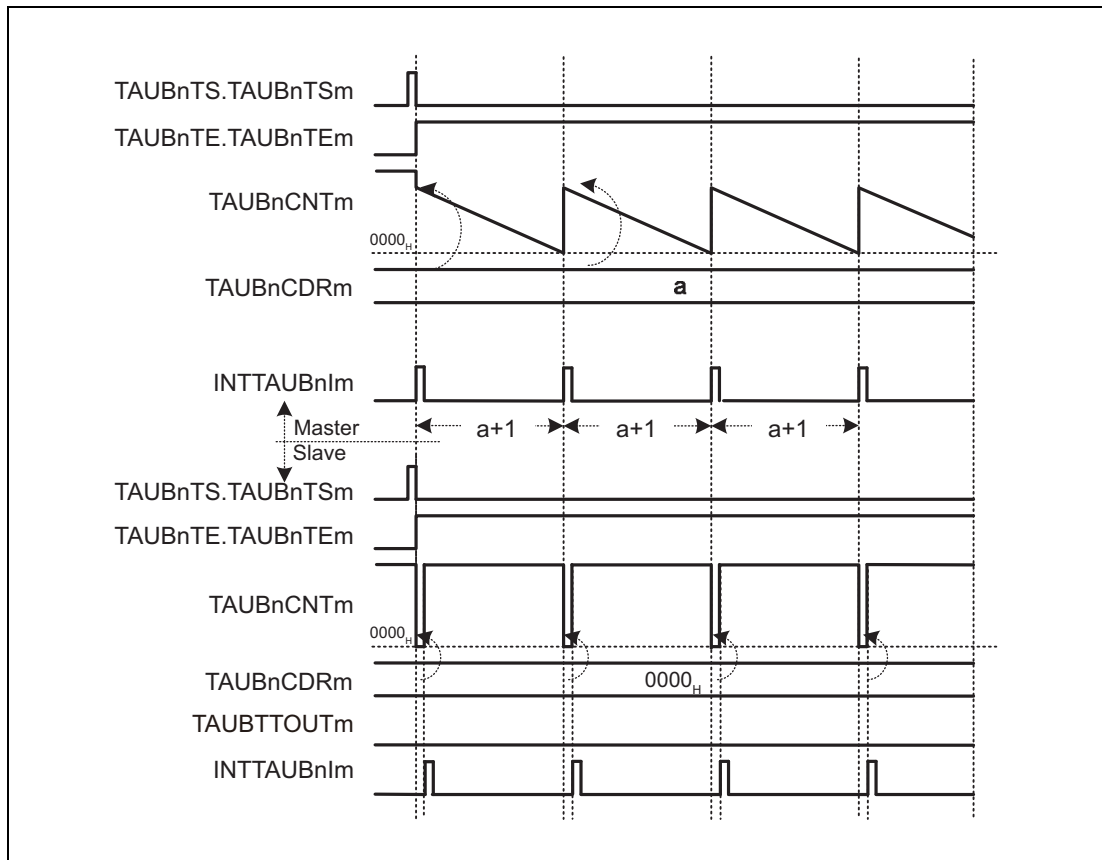 TAUBnTS.TAUBnTSm
TAUBnTE.TAUBnTEm
TAUBnCNTm
0000H
TAUBnCDRm
a
INTTAUBnIm
Master
a+1 a+1 a+1
Slave
TAUBnTS.TAUBnTSm
TAUBnTE.TAUBnTEm
TAUBnCNTm
0000H
TAUBnCDRm
0000H
TAUBTTOUTm
INTTAUBnIm